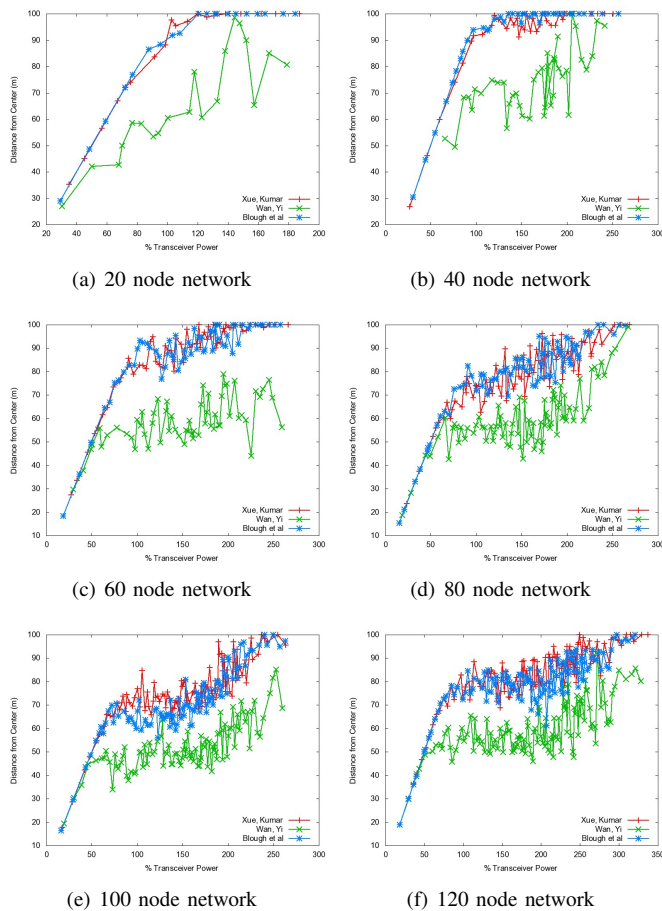 100
90
80
70
60
50
40
30
20
20 40 60 80 100 120 140 160 180 200
Distance from Center (m)
% Transceiver Power
Xue, Kumar
Wan, Yi
Blough et al
(a) 20 node network
100
90
80
70
60
50
40
30
20
0 50 100 150 200 250 300
Distance from Center (m)
% Transceiver Power
Xue, Kumar
Wan, Yi
Blough et al
(b) 40 node network
100
90
80
70
60
50
40
30
20
10
0 50 100 150 200 250 300
Distance from Center (m)
% Transceiver Power
Xue, Kumar
Wan, Yi
Blough et al
(c) 60 node network
100
90
80
70
60
50
40
30
20
10
0 50 100 150 200 250 300
Distance from Center (m)
% Transceiver Power
Xue, Kumar
Wan, Yi
Blough et al
(d) 80 node network
100
90
80
70
60
50
40
30
20
10
0 50 100 150 200 250 300
Distance from Center (m)
% Transceiver Power
Xue, Kumar
Wan, Yi
Blough et al
(e) 100 node network
100
90
80
70
60
50
40
30
20
10
0 50 100 150 200 250 300 350
Distance from Center (m)
% Transceiver Power
Xue, Kumar
Wan, Yi
Blough et al
(f) 120 node network